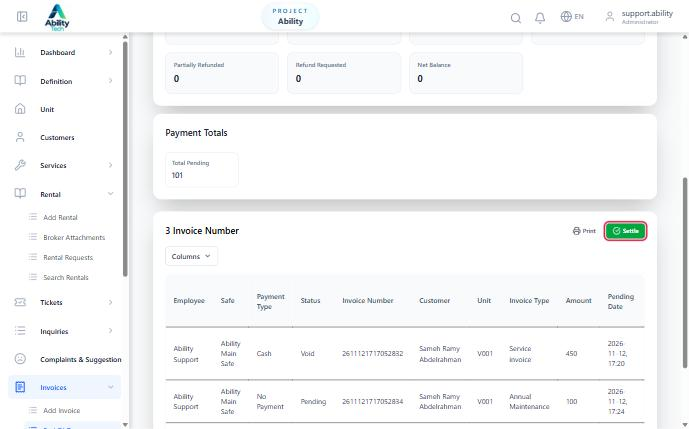 PROJECT
Ability
Ability
Tech
EN
support.ability
Administrator
Dashboard
Definition
Unit
Customers
Services
Rental
Add Rental
Broker Attachments
Rental Requests
Search Rentals
Tickets
Inquiries
Complaints & Suggestion
Invoices
Add Invoice
Partially Refunded
0
Refund Requested
0
Net Balance
0
Payment Totals
Total Pending
101
3 Invoice Number
Print
Settle
Columns
Employee Safe Payment Type Status Invoice Number Customer Unit Invoice Type Amount Pending Date
Ability Support Ability Main Safe Cash Void 2611121717052832 Sameh Ramy Abdelrahman V001 Service invoice 450 2026-11-12, 17:20
Ability Support Ability Main Safe No Payment Pending 2611121717052834 Sameh Ramy Abdelrahman V001 Annual Maintenance 100 2026-11-12, 17:24